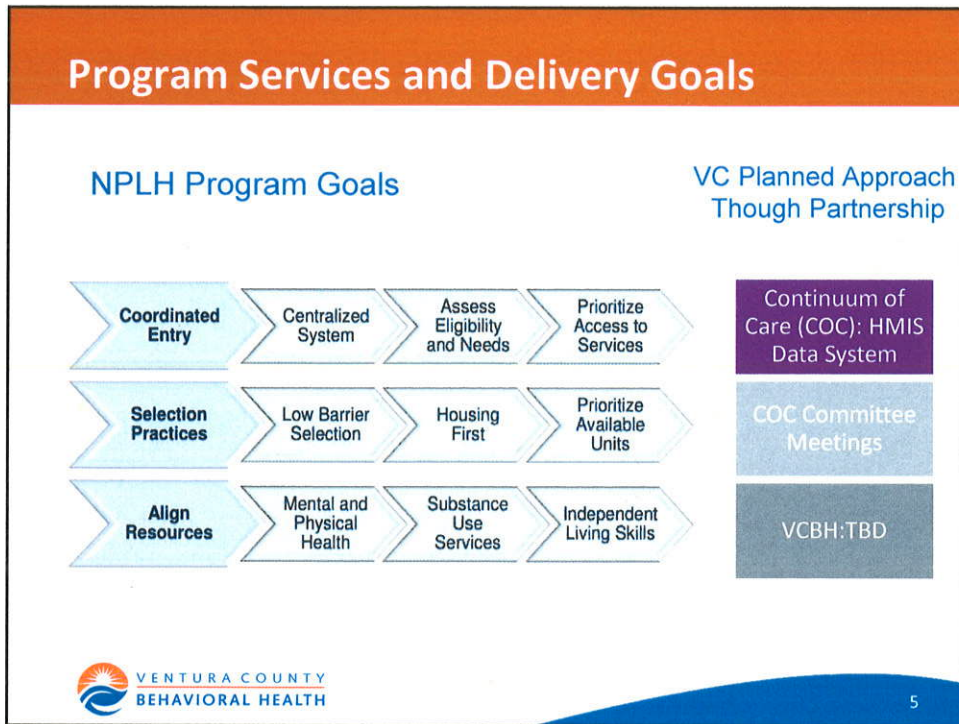 Program Services and Delivery Goals
NPLH Program Goals
VC Planned Approach
Though Partnership
Coordinated
Entry
Centralized
System
Assess
Eligibility
and Needs
Prioritize
Access to
Services
Continuum of
Care (COC): HMIS
Data System
Selection
Practices
Low Barrier
Selection
Housing
First
Prioritize
Available
Units
COC Committee
Meetings
Align
Resources
Mental and
Physical
Health
Substance
Use
Services
Independent
Living Skills
VCBH:TBD
VENTURA COUNTY
BEHAVIORAL HEALTH
5